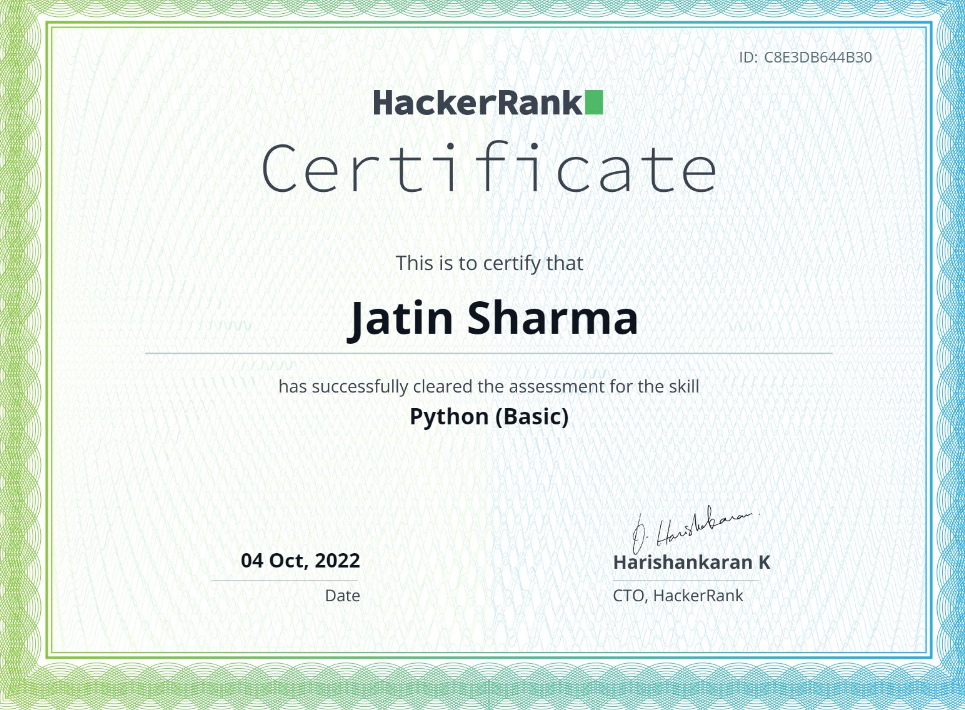 ID: C8E3DB644B30
HackerRank
Certificate
This is to certify that
Jatin Sharma
has successfully cleared the assessment for the skill
Python (Basic)
04 Oct, 2022
Date
Harishankaran K
CTO, HackerRank